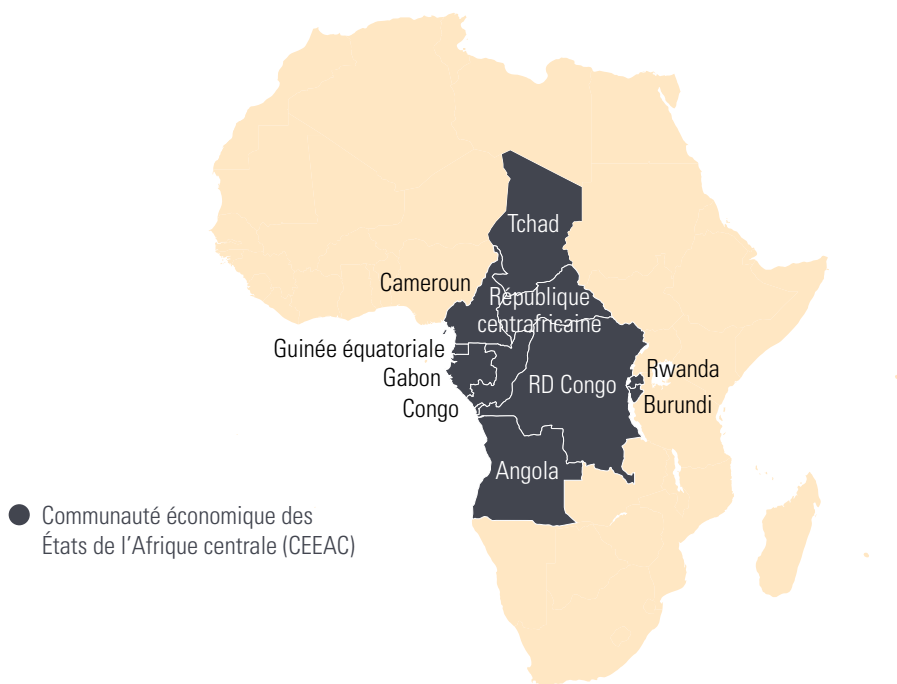 Tchad
Cameroun
République
centrafricaine
Guinée équatoriale
Gabon
Congo
RD Congo
Rwanda
Burundi
Angola
Communauté économique des
États de l’Afrique centrale (CEEAC)